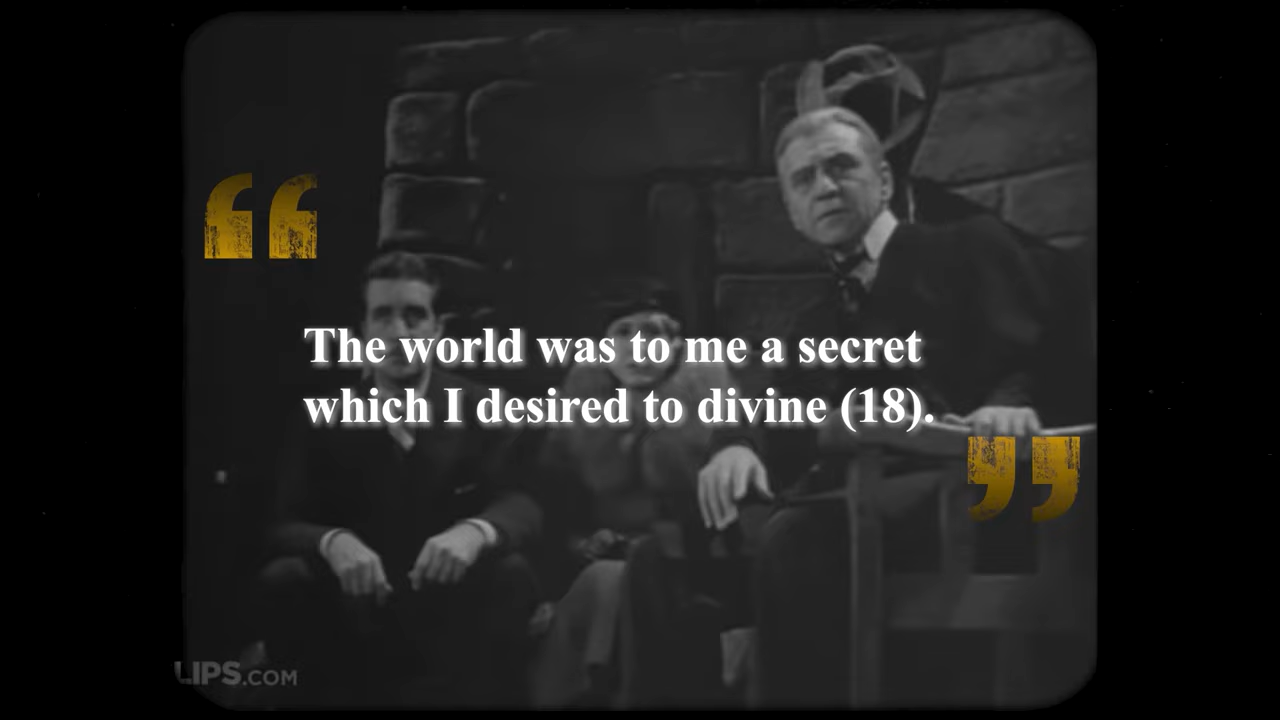 The world was to me a secret
which I desired to divine (18).
LIPS.COM